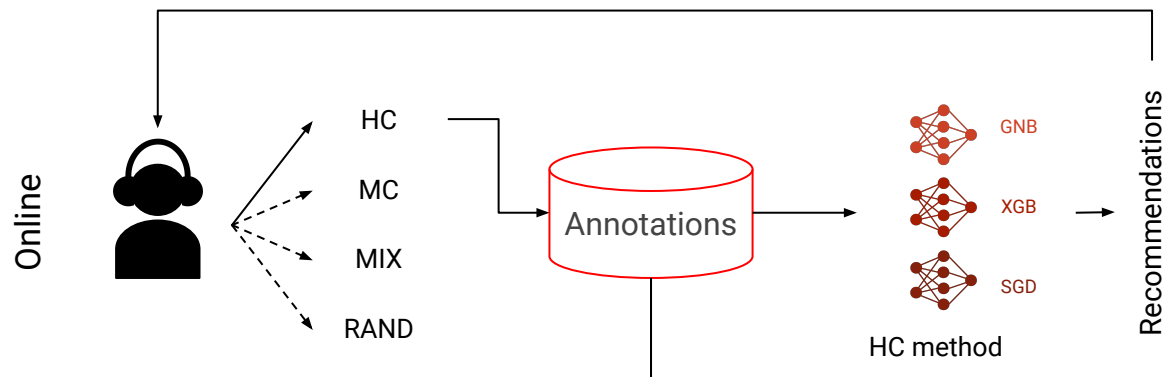 Online
HC
MC
MIX
RAND
Annotations
GNB
XGB
SGD
HC method
Recommendations